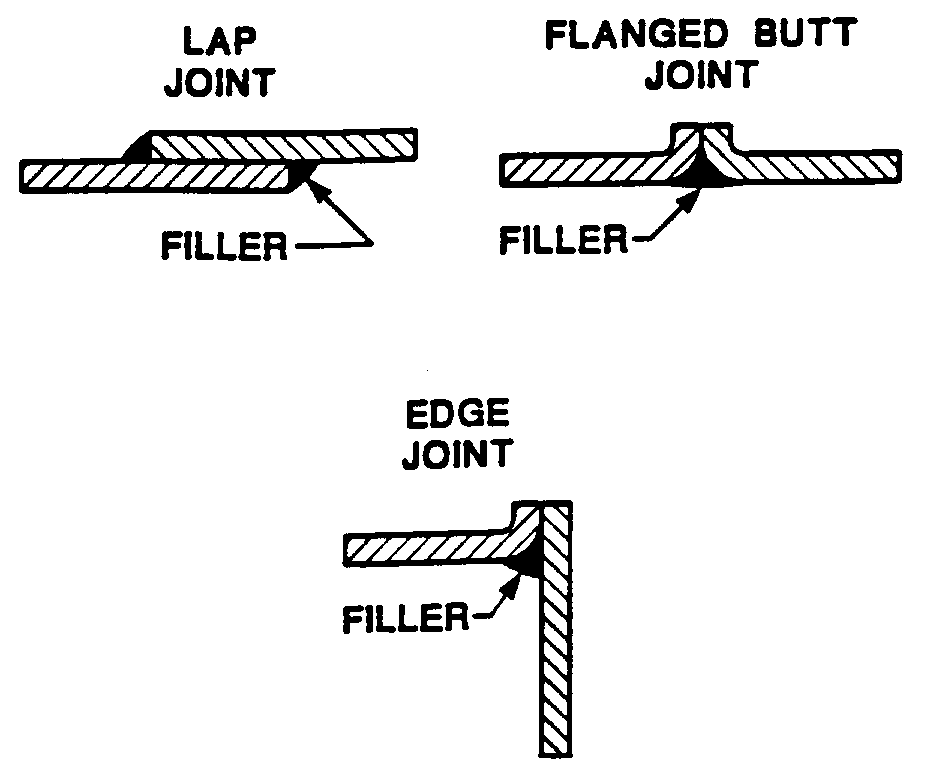 LAP
JOINT
FLANGED BUTT
JOINT
FILLER
FILLER
EDGE
JOINT
FILLER